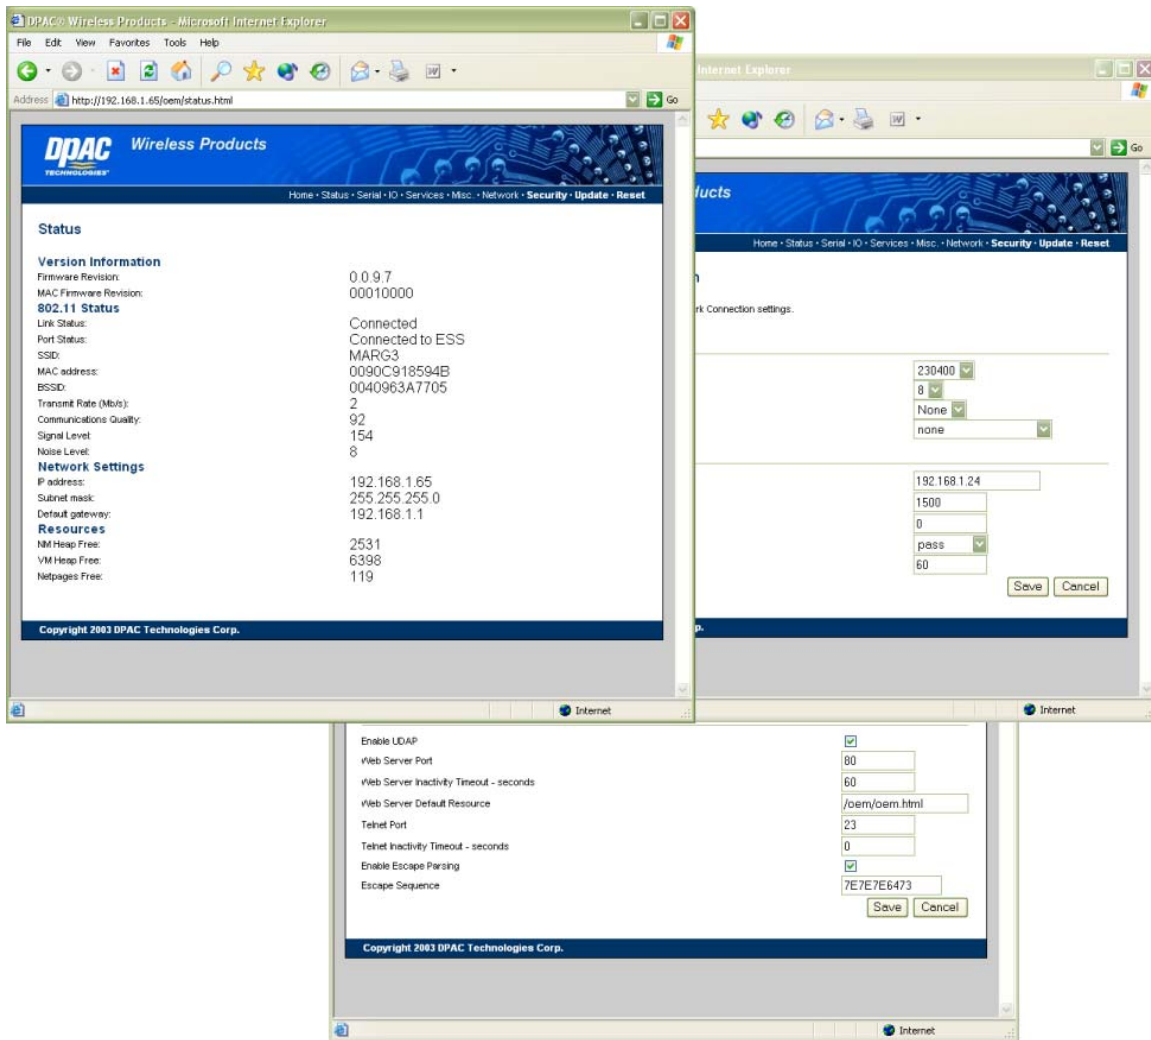 DPAC® Wireless Products - Microsoft Internet Explorer
File Edit View Favorites Tools Help
Address http://192.168.1.65/oem/status.html Go
DPAC TECHNOLOGIES Wireless Products
Home · Status · Serial · IO · Services · Misc. · Network · Security · Update · Reset
Status
Version Information
Firmware Revision: 0.0.9.7
MAC Firmware Revision: 00010000
802.11 Status
Link Status: Connected
Port Status: Connected to ESS
SSID: MARG3
MAC address: 0090C918594B
BSSID: 0040963A7705
Transmit Rate (Mb/s): 2
Communications Quality: 92
Signal Level: 154
Noise Level: 8
Network Settings
IP address: 192.168.1.65
Subnet mask: 255.255.255.0
Default gateway: 192.168.1.1
Resources
NM Heap Free: 2531
VM Heap Free: 6398
Netpages Free: 119
Copyright 2003 DPAC Technologies Corp.
Internet
Internet Explorer
Go
ducts
Home · Status · Serial · IO · Services · Misc. · Network · Security · Update · Reset
rk Connection settings.
230400
8
None
none
192.168.1.24
1500
0
pass
60
Save Cancel
p.
Internet
Enable UDAP
Web Server Port 80
Web Server Inactivity Timeout - seconds 60
Web Server Default Resource /oem/oem.html
Telnet Port 23
Telnet Inactivity Timeout - seconds 0
Enable Escape Parsing
Escape Sequence 7E7E7E6473
Save Cancel
Copyright 2003 DPAC Technologies Corp.
Internet